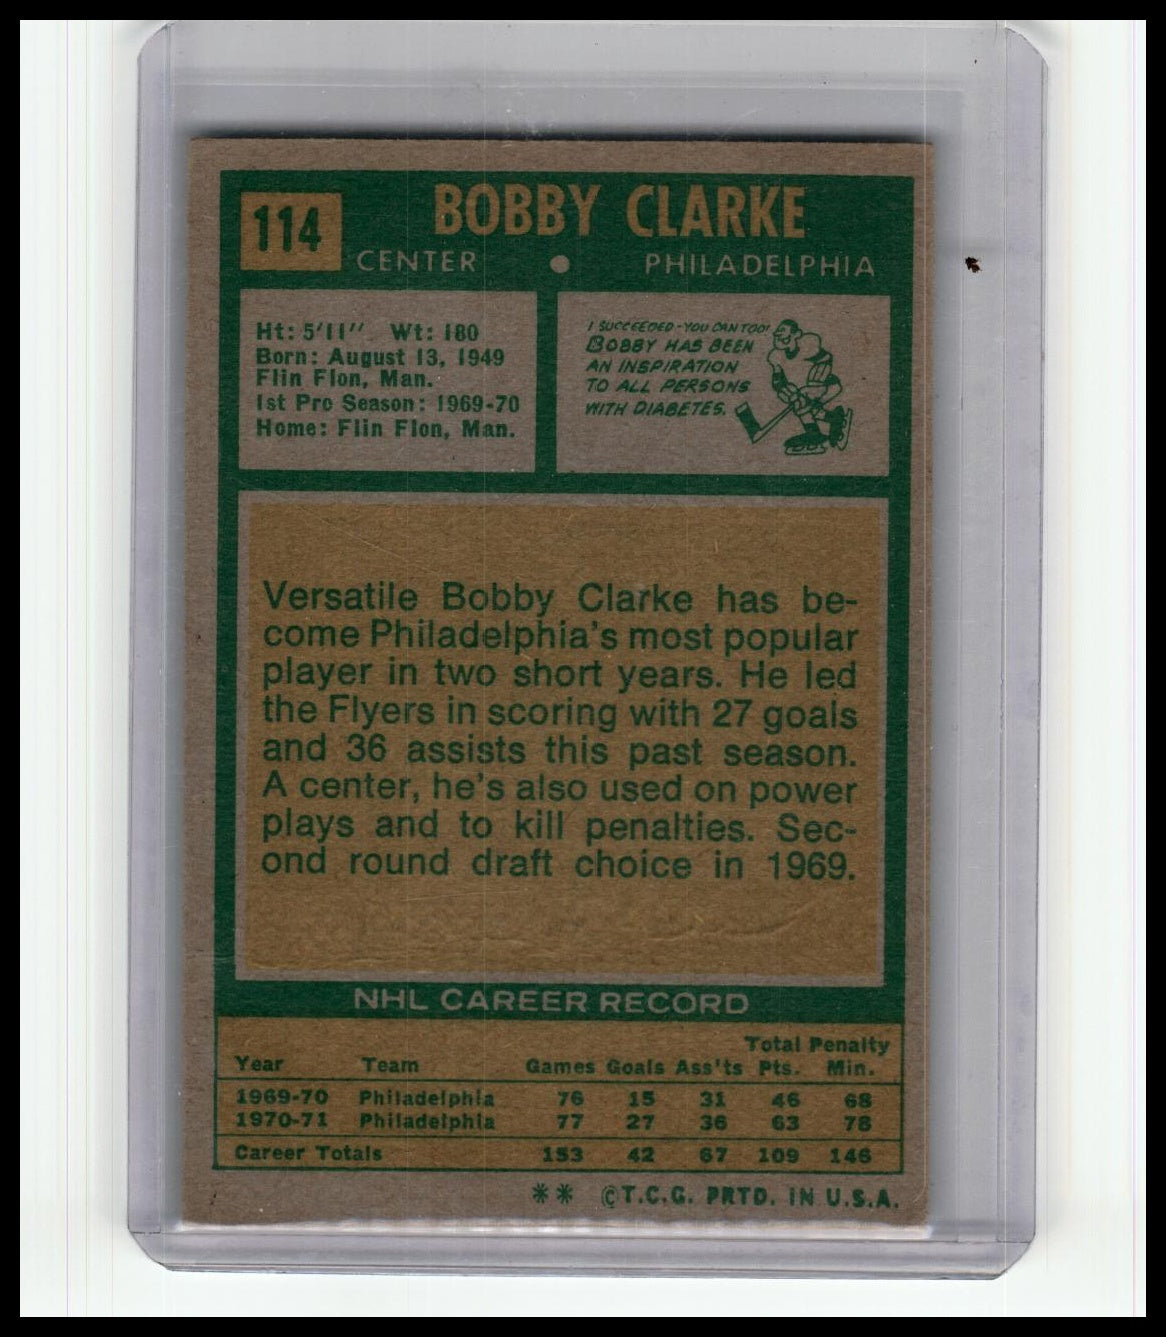 114
BOBBY CLARKE
CENTER • PHILADELPHIA
Ht: 5'11" Wt: 180
Born: August 13, 1949
Flin Flon, Man.
1st Pro Season: 1969-70
Home: Flin Flon, Man.
I SUCCEEDED-YOU CAN TOO!
BOBBY HAS BEEN
AN INSPIRATION
TO ALL PERSONS
WITH DIABETES.
Versatile Bobby Clarke has be-
come Philadelphia's most popular
player in two short years. He led
the Flyers in scoring with 27 goals
and 36 assists this past season.
A center, he's also used on power
plays and to kill penalties. Sec-
ond round draft choice in 1969.
NHL CAREER RECORD
Total Penalty
Year Team Games Goals Ass'ts Pts. Min.
1969-70 Philadelphia 76 15 31 46 68
1970-71 Philadelphia 77 27 36 63 78
Career Totals 153 42 67 109 146
** ©T.C.G. PRTD. IN U.S.A.